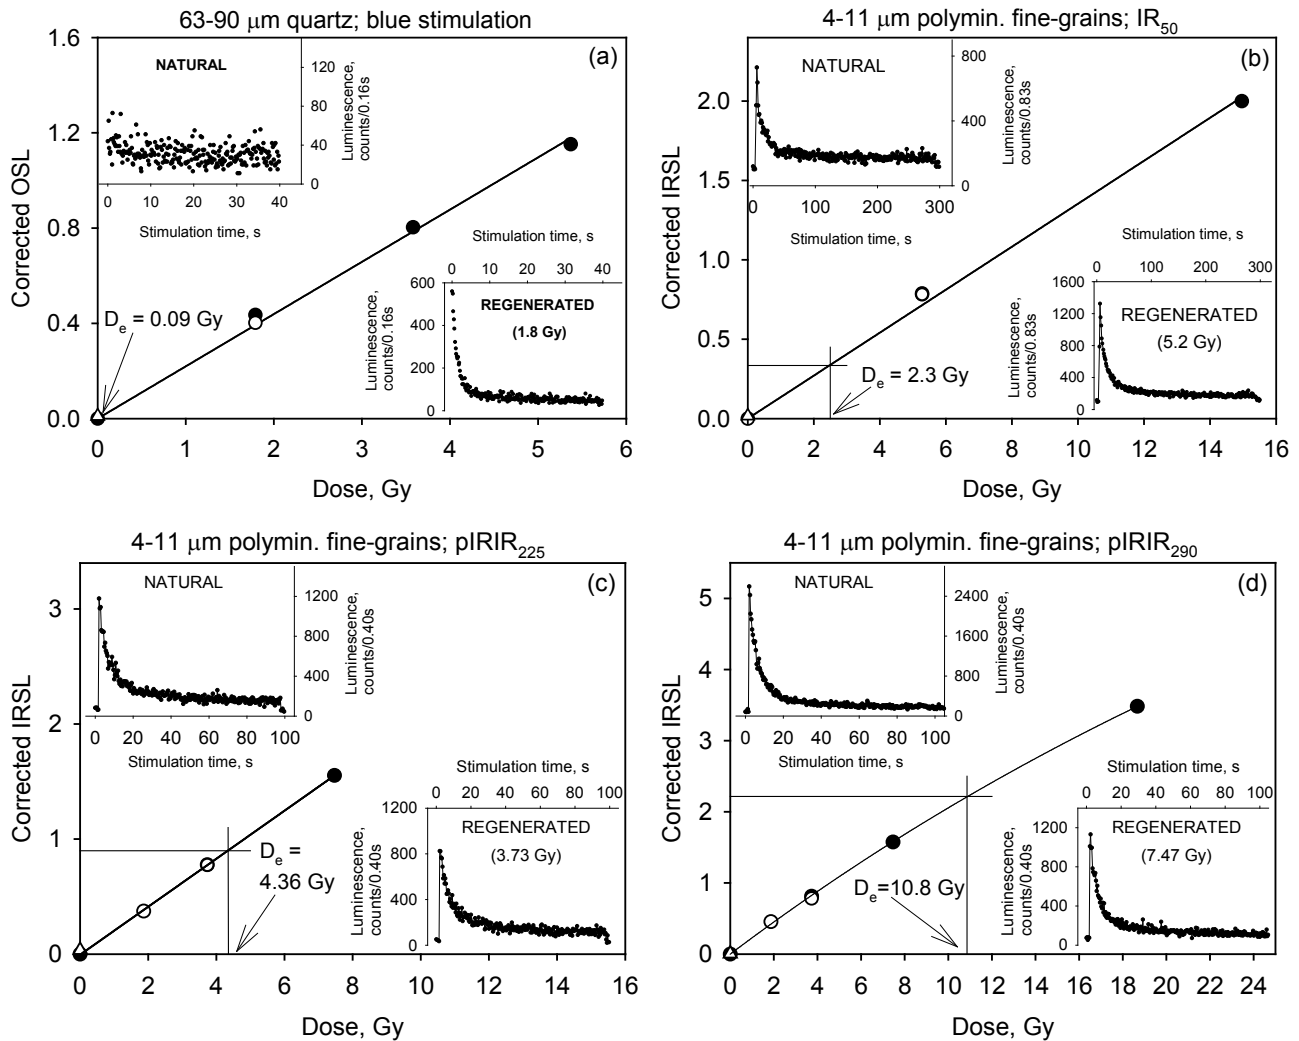 63-90 μm quartz; blue stimulation
(a)
1.6
1.2
0.8
0.4
0.0
Corrected OSL
0 1 2 3 4 5 6
Dose, Gy
NATURAL
120
80
40
0
Luminescence,
counts/0.16s
0 10 20 30 40
Stimulation time, s
Dₑ = 0.09 Gy
Stimulation time, s
0 10 20 30 40
600
400
200
0
Luminescence,
counts/0.16s
REGENERATED
(1.8 Gy)
4-11 μm polymin. fine-grains; IR₅₀
(b)
2.0
1.5
1.0
0.5
0.0
Corrected IRSL
0 2 4 6 8 10 12 14 16
Dose, Gy
NATURAL
800
400
0
Luminescence,
counts/0.83s
0 100 200 300
Stimulation time, s
Dₑ = 2.3 Gy
Stimulation time, s
0 100 200 300
1600
1200
800
400
0
Luminescence,
counts/0.83s
REGENERATED
(5.2 Gy)
4-11 μm polymin. fine-grains; pIRIR₂₂₅
(c)
3
2
1
0
Corrected IRSL
0 2 4 6 8 10 12 14 16
Dose, Gy
NATURAL
1200
800
400
0
Luminescence,
counts/0.40s
0 20 40 60 80 100
Stimulation time, s
Dₑ =
4.36 Gy
Stimulation time, s
0 20 40 60 80 100
1200
800
400
0
Luminescence,
counts/0.40s
REGENERATED
(3.73 Gy)
4-11 μm polymin. fine-grains; pIRIR₂₉₀
(d)
5
4
3
2
1
0
Corrected IRSL
0 2 4 6 8 10 12 14 16 18 20 22 24
Dose, Gy
NATURAL
2400
1600
800
0
Luminescence,
counts/0.40s
0 20 40 60 80 100
Stimulation time, s
Dₑ=10.8 Gy
Stimulation time, s
0 20 40 60 80 100
1200
800
400
0
Luminescence,
counts/0.40s
REGENERATED
(7.47 Gy)